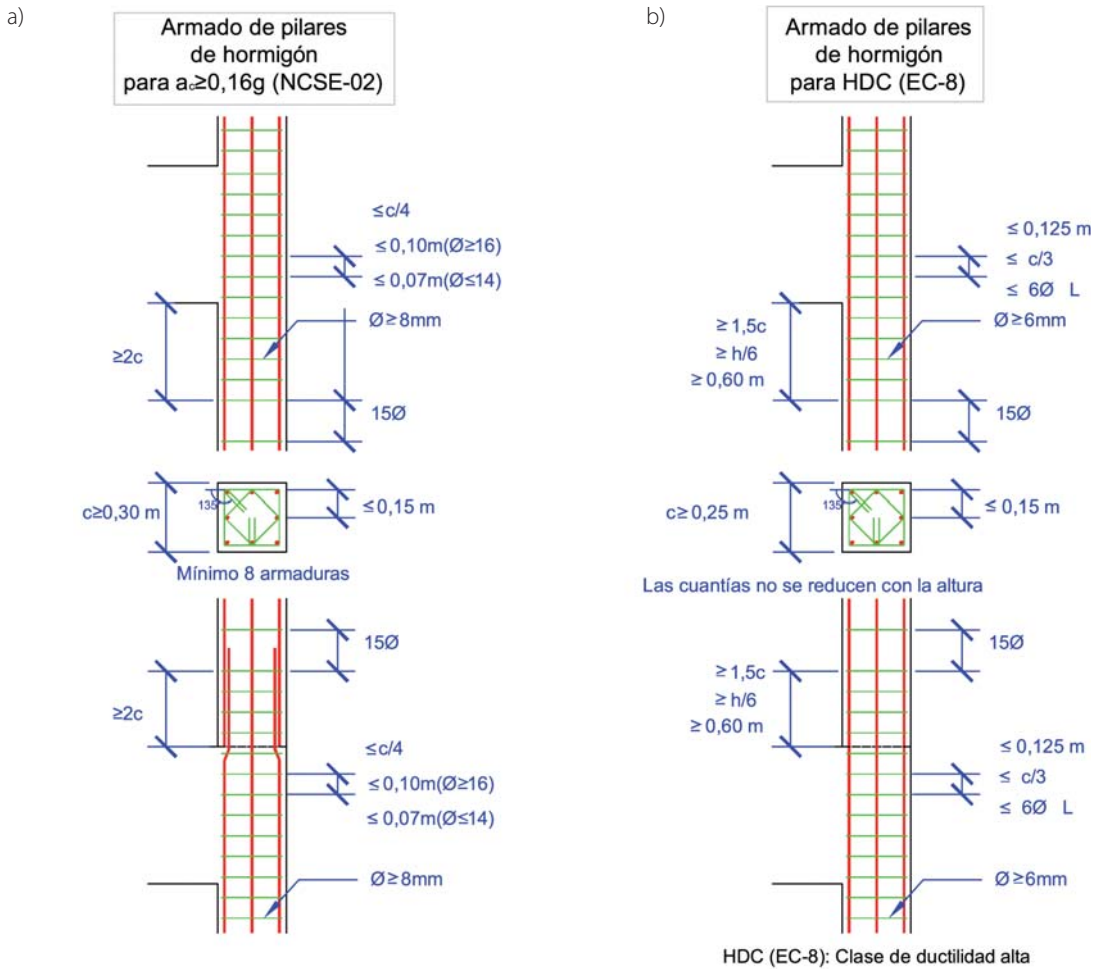 a)
Armado de pilares
de hormigón
para ac≥0,16g (NCSE-02)
≤c/4
≤0,10m(Ø≥16)
≤0,07m(Ø≤14)
Ø≥8mm
≥2c
15Ø
c≥0,30 m
135
≤0,15 m
Mínimo 8 armaduras
15Ø
≥2c
≤c/4
≤0,10m(Ø≥16)
≤0,07m(Ø≤14)
Ø≥8mm
b)
Armado de pilares
de hormigón
para HDC (EC-8)
≤0,125 m
≤ c/3
≤ 6Ø L
Ø≥6mm
≥1,5c
≥h/6
≥0,60 m
15Ø
c≥0,25 m
135
≤0,15 m
Las cuantías no se reducen con la altura
15Ø
≥1,5c
≥h/6
≥0,60 m
≤0,125 m
≤ c/3
≤ 6Ø L
Ø≥6mm
HDC (EC-8): Clase de ductilidad alta